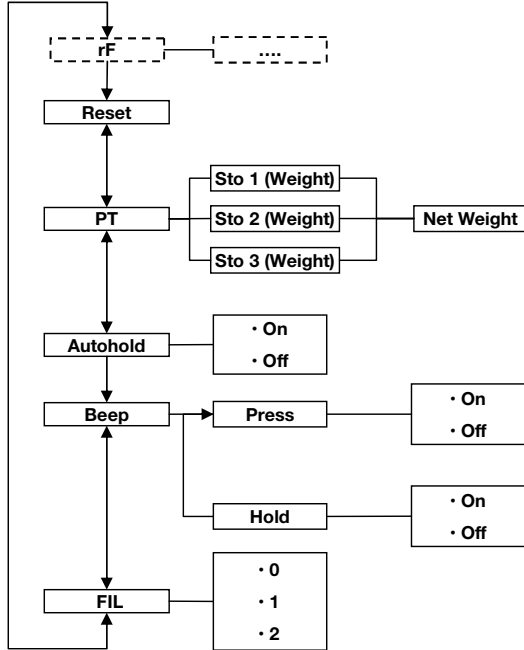 rF
....
Reset
Sto 1 (Weight)
PT
Sto 2 (Weight)
Net Weight
Sto 3 (Weight)
Autohold
· On
· Off
Beep
Press
· On
· Off
Hold
· On
· Off
FIL
· 0
· 1
· 2